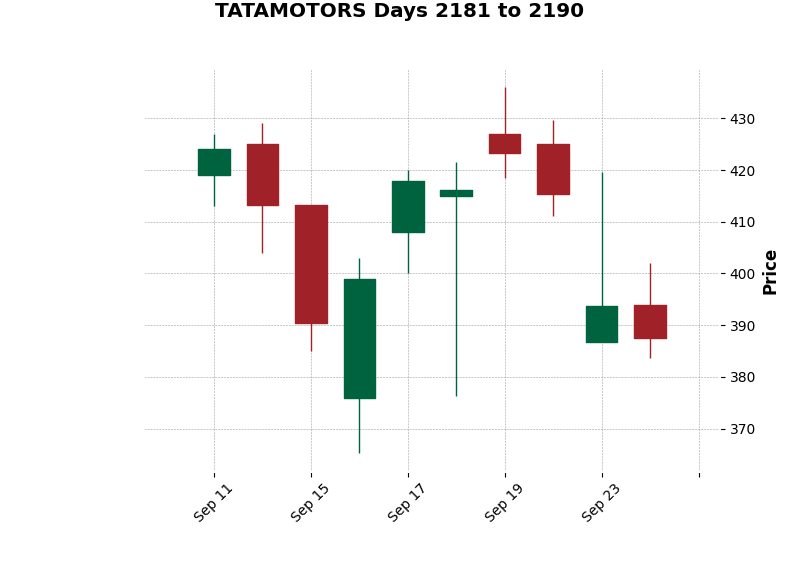 TATAMOTORS Days 2181 to 2190
430
420
410
400
390
380
370
Price
Sep 11
Sep 15
Sep 17
Sep 19
Sep 23